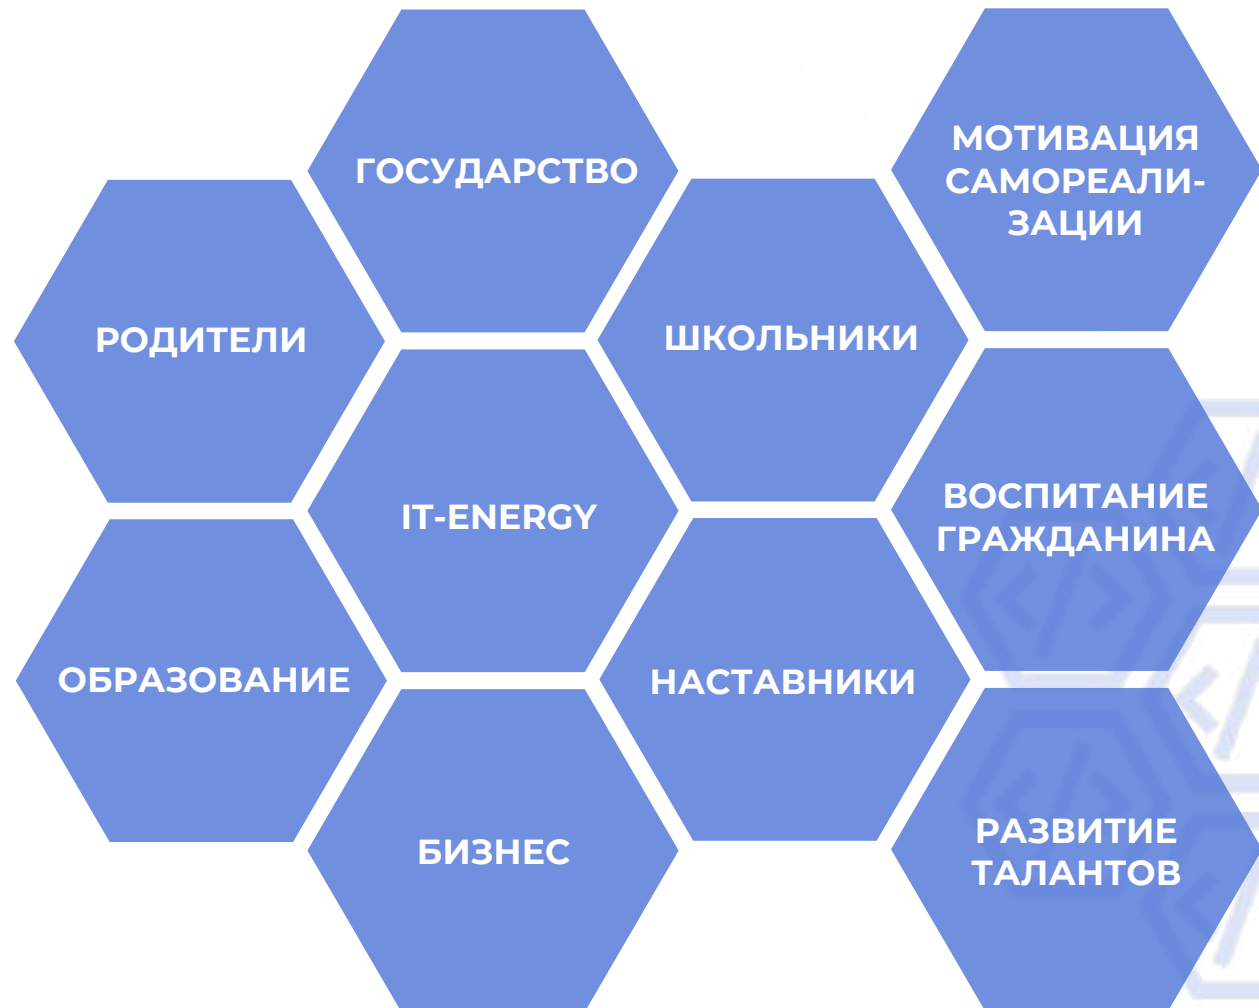 ГОСУДАРСТВО
МОТИВАЦИЯ
САМОРЕАЛИ-
ЗАЦИИ
РОДИТЕЛИ
ШКОЛЬНИКИ
IT-ENERGY
ВОСПИТАНИЕ
ГРАЖДАНИНА
ОБРАЗОВАНИЕ
НАСТАВНИКИ
БИЗНЕС
РАЗВИТИЕ
ТАЛАНТОВ